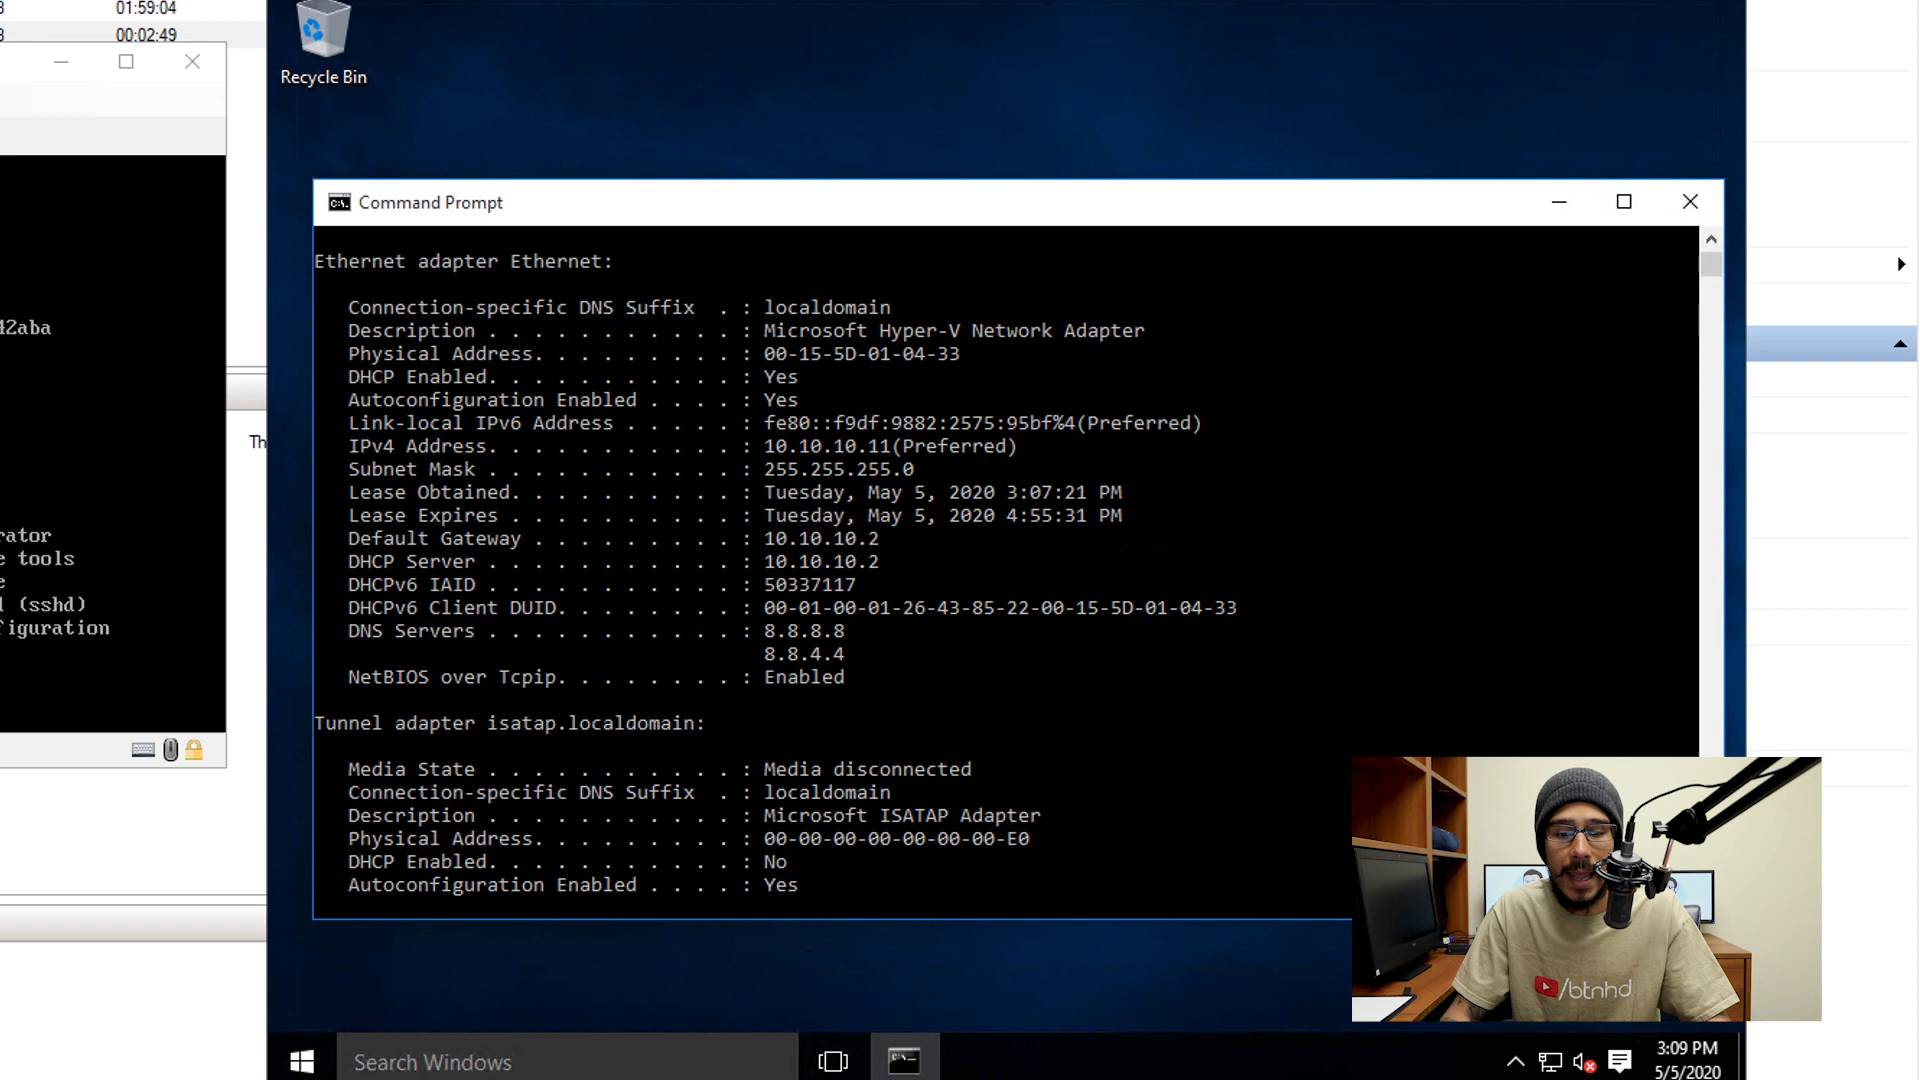 01:59:04
00:02:49
42aba
Th
rator
e tools
e
l (sshd)
figuration
Recycle Bin
Command Prompt
Ethernet adapter Ethernet:
Connection-specific DNS Suffix . : localdomain
Description . . . . . . . . . . . : Microsoft Hyper-V Network Adapter
Physical Address. . . . . . . . . : 00-15-5D-01-04-33
DHCP Enabled. . . . . . . . . . . : Yes
Autoconfiguration Enabled . . . . : Yes
Link-local IPv6 Address . . . . . : fe80::f9df:9882:2575:95bf%4(Preferred)
IPv4 Address. . . . . . . . . . . : 10.10.10.11(Preferred)
Subnet Mask . . . . . . . . . . . : 255.255.255.0
Lease Obtained. . . . . . . . . . : Tuesday, May 5, 2020 3:07:21 PM
Lease Expires . . . . . . . . . . : Tuesday, May 5, 2020 4:55:31 PM
Default Gateway . . . . . . . . . : 10.10.10.2
DHCP Server . . . . . . . . . . . : 10.10.10.2
DHCPv6 IAID . . . . . . . . . . . : 50337117
DHCPv6 Client DUID. . . . . . . . : 00-01-00-01-26-43-85-22-00-15-5D-01-04-33
DNS Servers . . . . . . . . . . . : 8.8.8.8
8.8.4.4
NetBIOS over Tcpip. . . . . . . . : Enabled
Tunnel adapter isatap.localdomain:
Media State . . . . . . . . . . . : Media disconnected
Connection-specific DNS Suffix . : localdomain
Description . . . . . . . . . . . : Microsoft ISATAP Adapter
Physical Address. . . . . . . . . : 00-00-00-00-00-00-00-E0
DHCP Enabled. . . . . . . . . . . : No
Autoconfiguration Enabled . . . . : Yes
/btnhd
Search Windows
3:09 PM
5/5/2020